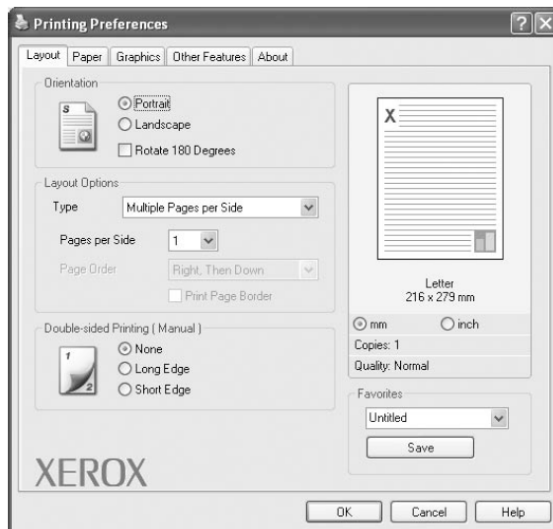 Printing Preferences
Layout Paper Graphics Other Features About
Orientation
S
Portrait
Landscape
Rotate 180 Degrees
Layout Options
Type Multiple Pages per Side
Pages per Side 1
Page Order Right, Then Down
Print Page Border
Double-sided Printing ( Manual )
1
2
None
Long Edge
Short Edge
XEROX
X
Letter
216 x 279 mm
mm inch
Copies: 1
Quality: Normal
Favorites
Untitled
Save
OK Cancel Help